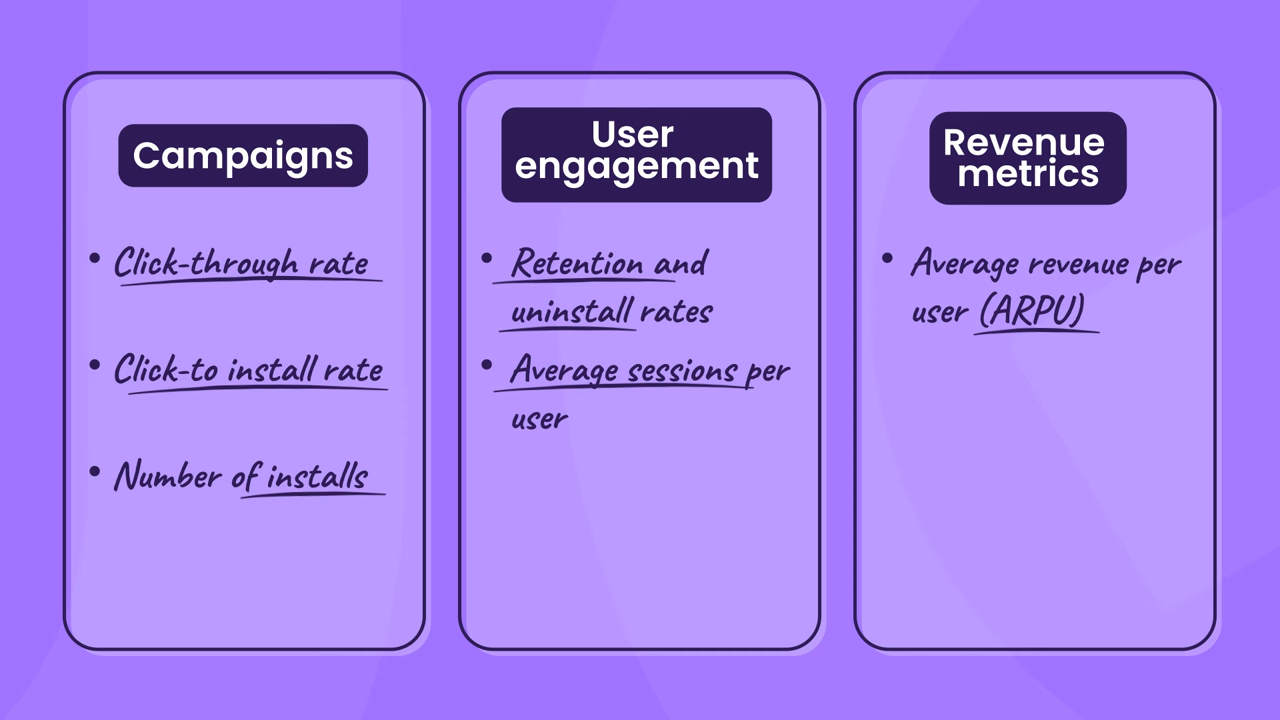 Campaigns
• Click-through rate
• Click-to install rate
• Number of installs
User
engagement
• Retention and
uninstall rates
• Average sessions per
user
Revenue
metrics
• Average revenue per
user (ARPU)